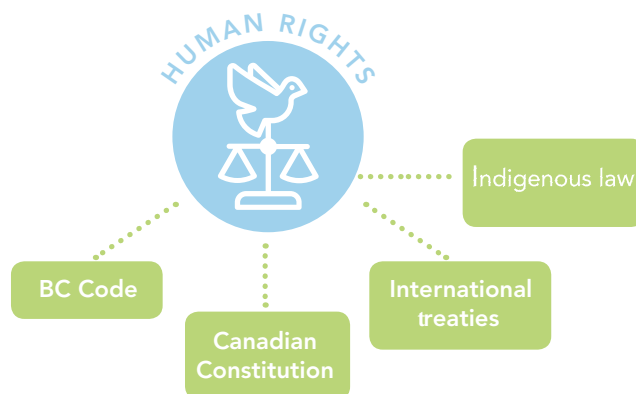 HUMAN RIGHTS
Indigenous law
BC Code
International
treaties
Canadian
Constitution